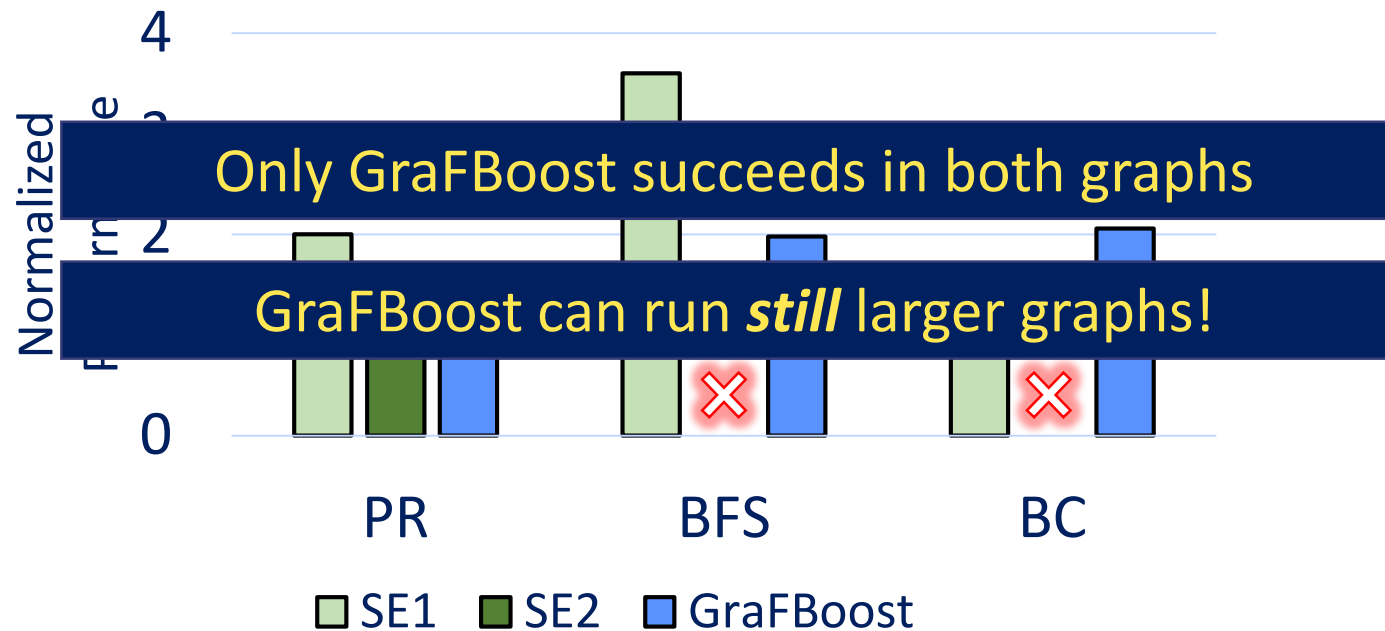 4
Normalized
Only GraFBoost succeeds in both graphs
2
GraFBoost can run still larger graphs!
0
PR BFS BC
SE1 SE2 GraFBoost